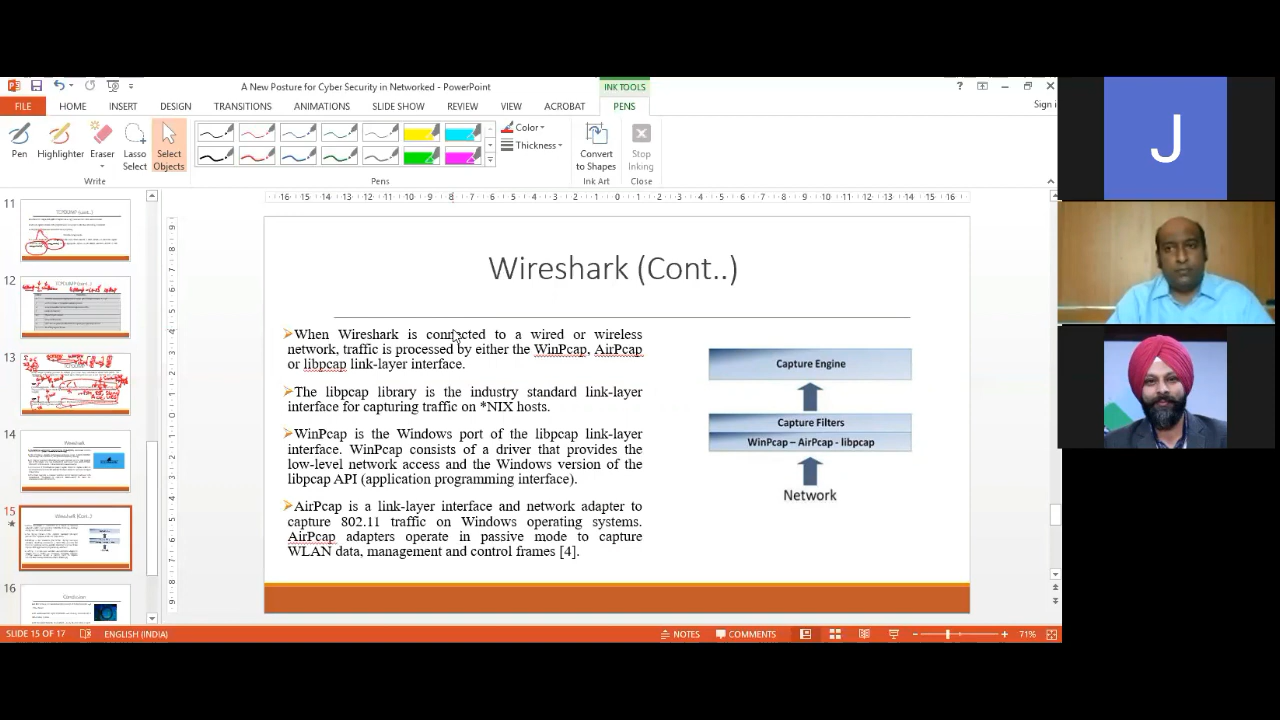 A New Posture for Cyber Security in Networked - PowerPoint
INK TOOLS
FILE
HOME
INSERT
DESIGN
TRANSITIONS
ANIMATIONS
SLIDE SHOW
REVIEW
VIEW
ACROBAT
PENS
Sign i
Pen
Highlighter
Eraser
Lasso
Select
Select
Objects
Color
Thickness
Convert
to Shapes
Stop
Inking
Write
Pens
Ink Art
Close
J
11
12
13
14
15
16
Wireshark (Cont..)
When Wireshark is connected to a wired or wireless
network, traffic is processed by either the WinPcap, AirPcap
or libpcap link-layer interface.
The libpcap library is the industry standard link-layer
interface for capturing traffic on *NIX hosts.
WinPcap is the Windows port of the libpcap link-layer
interface. WinPcap consists of a driver that provides the
low-level network access and the Windows version of the
libpcap API (application programming interface).
AirPcap is a link-layer interface and network adapter to
capture 802.11 traffic on Windows operating systems.
AirPcap adapters operate in passive mode to capture
WLAN data, management and control frames [4].
Capture Engine
Capture Filters
WinPcap – AirPcap - libpcap
Network
SLIDE 15 OF 17
ENGLISH (INDIA)
NOTES
COMMENTS
71%